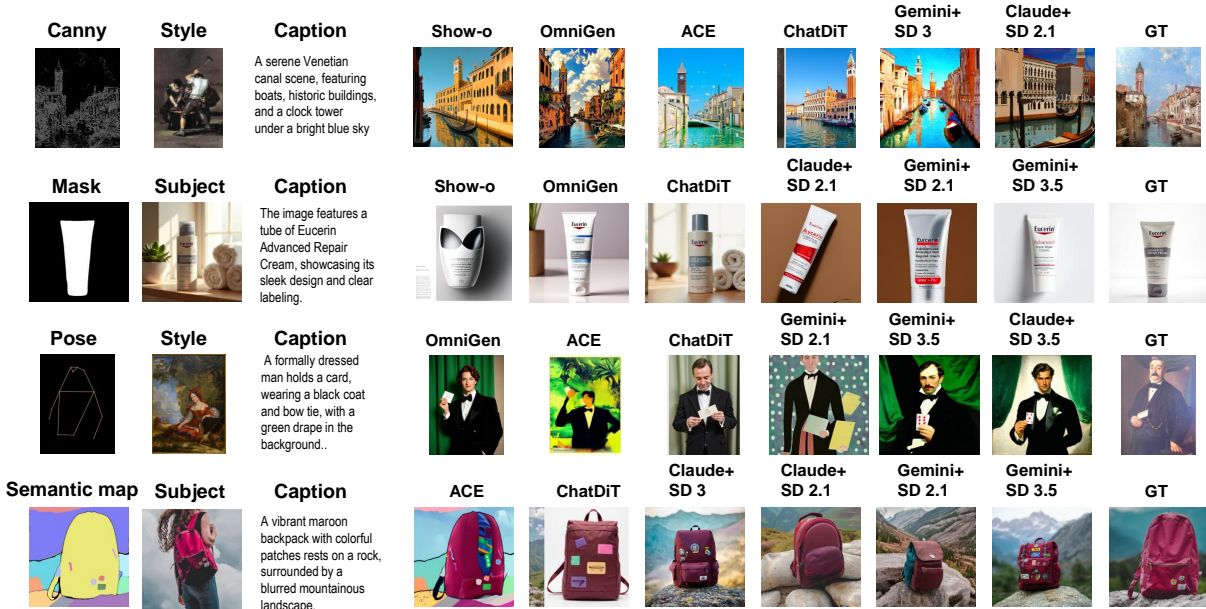 Canny Style Caption Show-o OmniGen ACE ChatDiT Gemini+ SD 3 Claude+ SD 2.1 GT
A serene Venetian
canal scene, featuring
boats, historic buildings,
and a clock tower
under a bright blue sky
Mask Subject Caption Show-o OmniGen ChatDiT Claude+ SD 2.1 Gemini+ SD 2.1 Gemini+ SD 3.5 GT
The image features a
tube of Eucerin
Advanced Repair
Cream, showcasing its
sleek design and clear
labeling.
Eucerin
Eucerin
Pose Style Caption OmniGen ACE ChatDiT Gemini+ SD 2.1 Gemini+ SD 3.5 Claude+ SD 3.5 GT
A formally dressed
man holds a card,
wearing a black coat
and bow tie, with a
green drape in the
background..
Semantic map Subject Caption ACE ChatDiT Claude+ SD 3 Claude+ SD 2.1 Gemini+ SD 2.1 Gemini+ SD 3.5 GT
A vibrant maroon
backpack with colorful
patches rests on a rock,
surrounded by a
blurred mountainous
landscape.